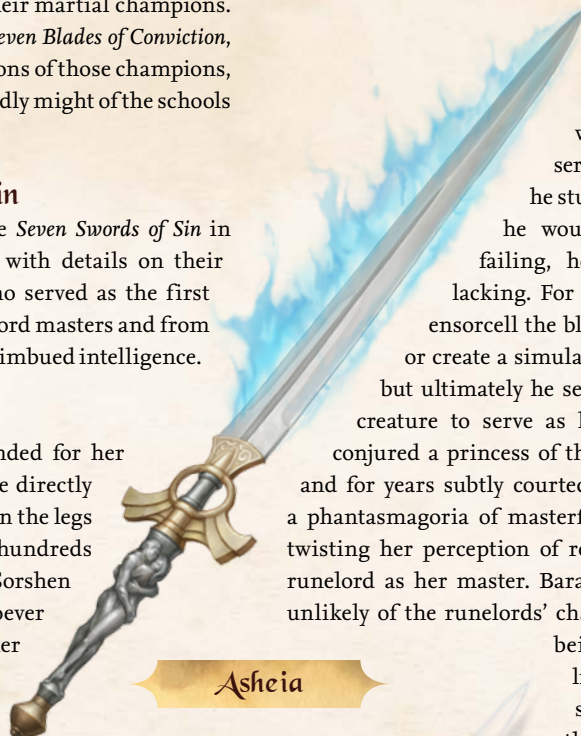 eir martial champions.
even Blades of Conviction,
ons of those champions,
dly might of the schools
in
e Seven Swords of Sin in
with details on their
ho served as the first
ord masters and from
imbued intelligence.
nded for her
e directly
n the legs
hundreds
Sorshen
oever
er
w
ser
he stu
he wou
failing, he
lacking. For
ensorcell the bl
or create a simula
but ultimately he se
creature to serve as
conjured a princess of th
and for years subtly courted
a phantasmagoria of masterf
twisting her perception of re
runelord as her master. Bara
unlikely of the runelords’ cha
bei
li
s
Asheia